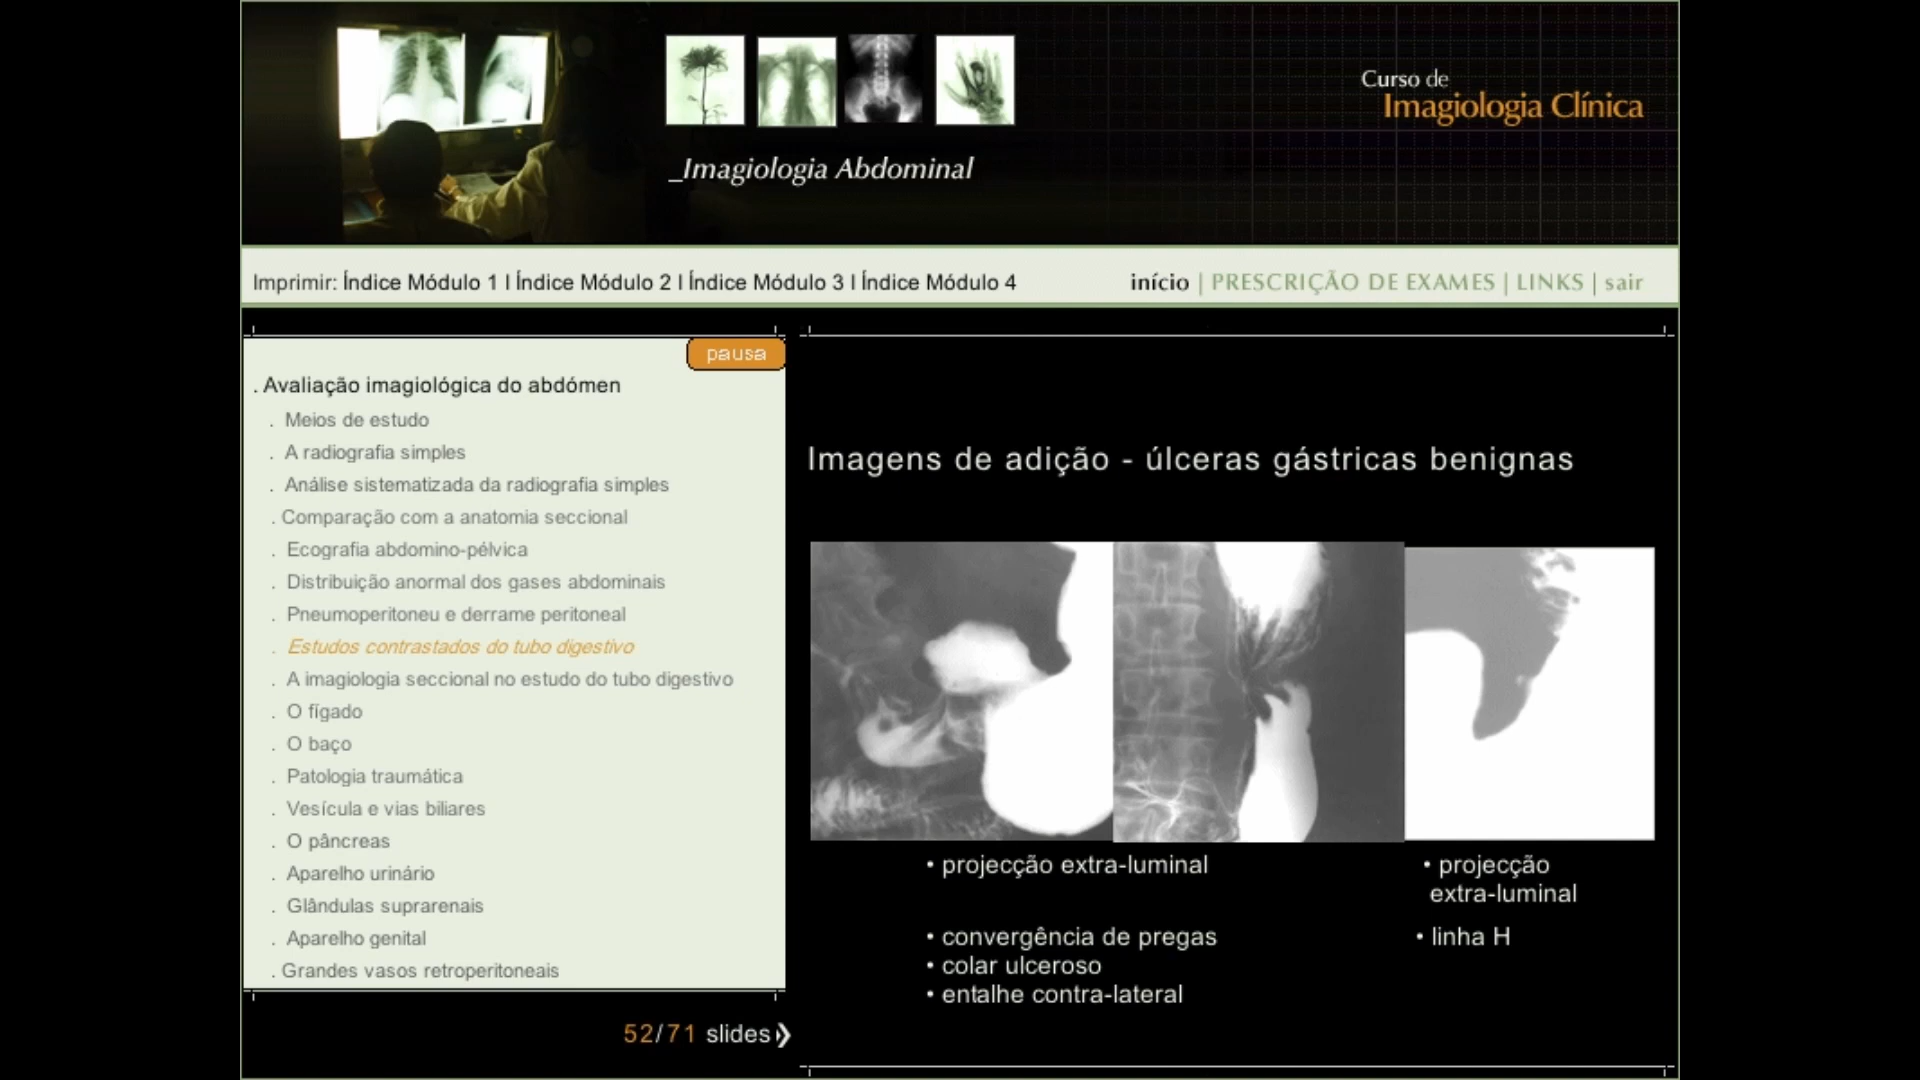 Curso de
Imagiologia Clínica
_Imagiologia Abdominal
Imprimir: Índice Módulo 1 I Índice Módulo 2 I Índice Módulo 3 I Índice Módulo 4
início | PRESCRIÇÃO DE EXAMES | LINKS | sair
pausa
. Avaliação imagiológica do abdómen
. Meios de estudo
. A radiografia simples
. Análise sistematizada da radiografia simples
. Comparação com a anatomia seccional
. Ecografia abdomino-pélvica
. Distribuição anormal dos gases abdominais
. Pneumoperitoneu e derrame peritoneal
. Estudos contrastados do tubo digestivo
. A imagiologia seccional no estudo do tubo digestivo
. O fígado
. O baço
. Patologia traumática
. Vesícula e vias biliares
. O pâncreas
. Aparelho urinário
. Glândulas suprarenais
. Aparelho genital
. Grandes vasos retroperitoneais
52/71 slides
Imagens de adição - úlceras gástricas benignas
• projecção extra-luminal
• convergência de pregas
• colar ulceroso
• entalhe contra-lateral
• projecção
extra-luminal
• linha H